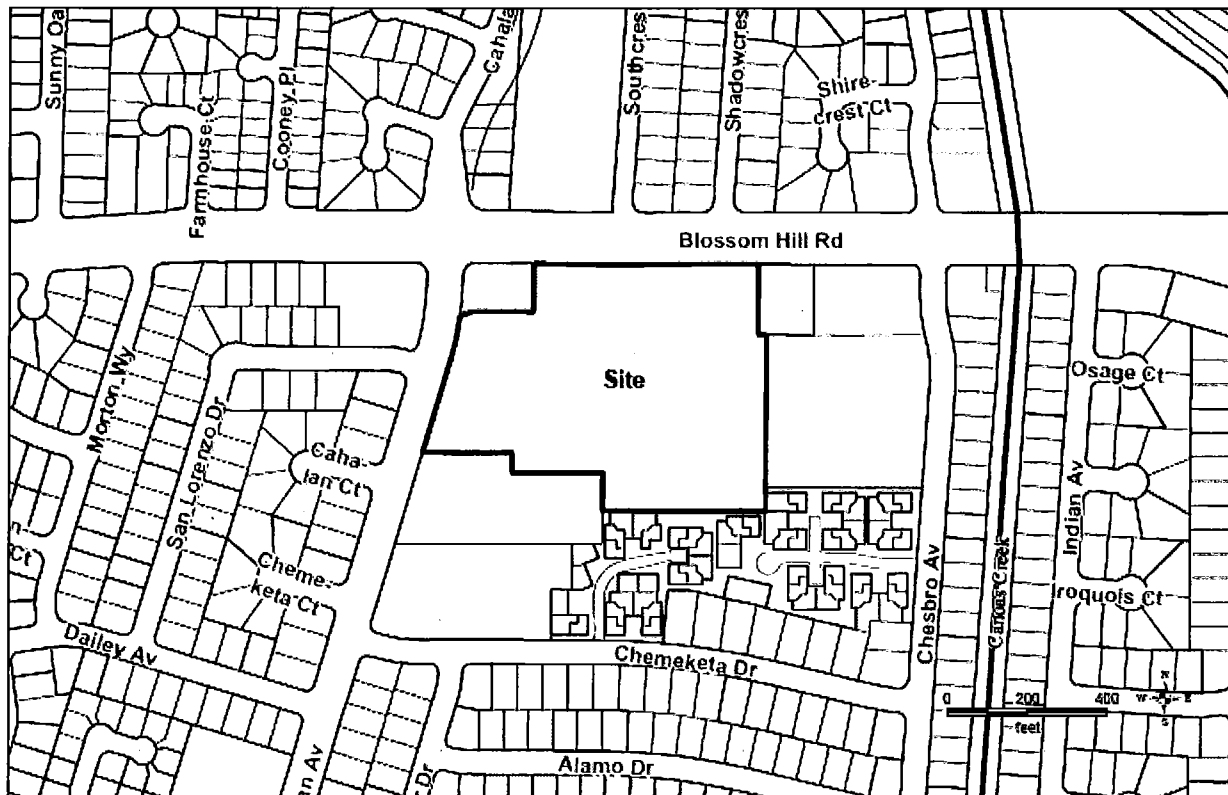 Sunny Oa
Farmhouse Ct
Cooney Pl
Cahala
Southcres
Shadowcres
Shire-
crest Ct
Blossom Hill Rd
Site
Morton Wy
San Lorenzo Dr
Caha-
lan Ct
Osage Ct
Indian Av
n
Ct
Cheme-
keta Ct
Chesbro Av
Canoas Creek
Iroquois Ct
Dailey Av
Chemeketa Dr
N
W
E
S
0 200 400
feet
Alamo Dr
an Av
Dr